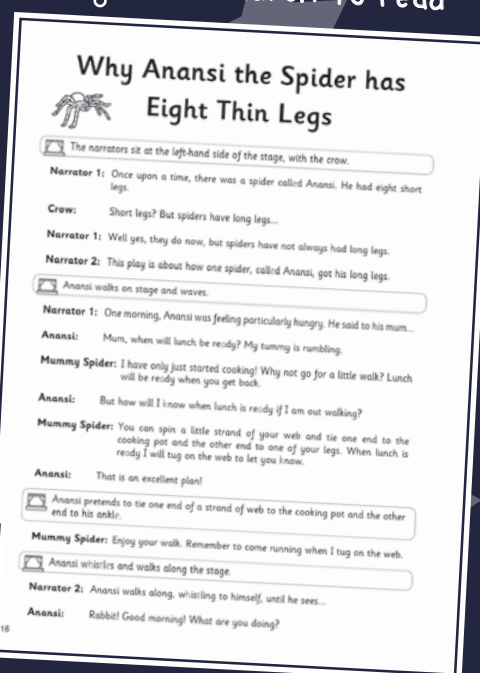 to read
Why Anansi the Spider has
Eight Thin Legs
The narrators sit at the left-hand side of the stage, with the crow.
Narrator 1: Once upon a time, there was a spider called Anansi. He had eight short
legs.
Crow: Short legs? But spiders have long legs...
Narrator 1: Well yes, they do now, but spiders have not always had long legs.
Narrator 2: This play is about how one spider, called Anansi, got his long legs.
Anansi walks on stage and waves.
Narrator 1: One morning, Anansi was feeling particularly hungry. He said to his mum...
Anansi: Mum, when will lunch be ready? My tummy is rumbling.
Mummy Spider: I have only just started cooking! Why not go for a little walk? Lunch
will be ready when you get back.
Anansi: But how will I know when lunch is ready if I am out walking?
Mummy Spider: You can spin a little strand of your web and tie one end to the
cooking pot and the other end to one of your legs. When lunch is
ready I will tug on the web to let you know.
Anansi: That is an excellent plan!
Anansi pretends to tie one end of a strand of web to the cooking pot and the other
end to his ankle.
Mummy Spider: Enjoy your walk. Remember to come running when I tug on the web.
Anansi whistles and walks along the stage.
Narrator 2: Anansi walks along, whistling to himself, until he sees...
Anansi: Rabbit! Good morning! What are you doing?
16